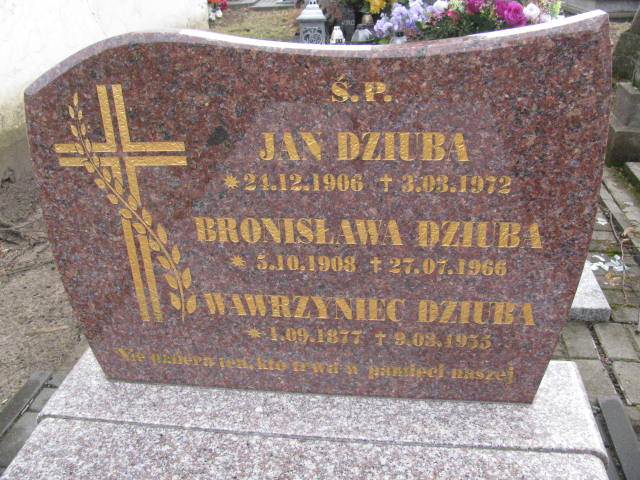 Ś.P.
JAN DZIUBA
* 24.12.1906 † 3.03.1972
BRONISŁAWA DZIUBA
* 5.10.1908 † 27.07.1966
WAWRZYNIEC DZIUBA
* 1.09.1877 † 9.03.1955
Nie umiera ten, kto trwa w pamięci naszej